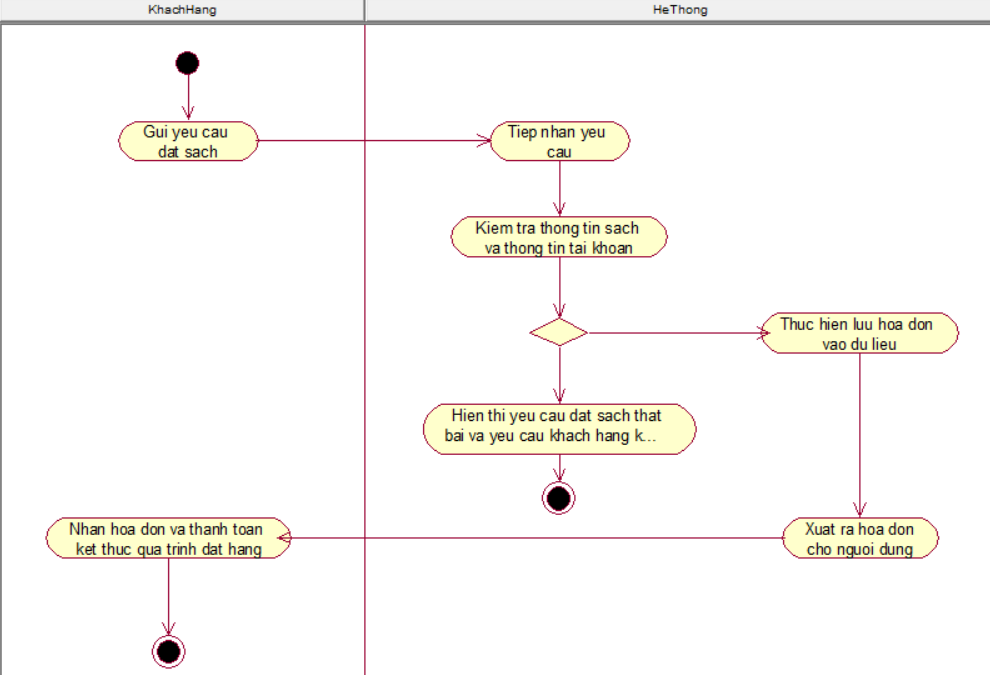 KhachHang
HeThong
Gui yeu cau
dat sach
Tiep nhan yeu
cau
Kiem tra thong tin sach
va thong tin tai khoan
Thuc hien luu hoa don
vao du lieu
Hien thi yeu cau dat sach that
bai va yeu cau khach hang k...
Nhan hoa don va thanh toan
ket thuc qua trinh dat hang
Xuat ra hoa don
cho nguoi dung